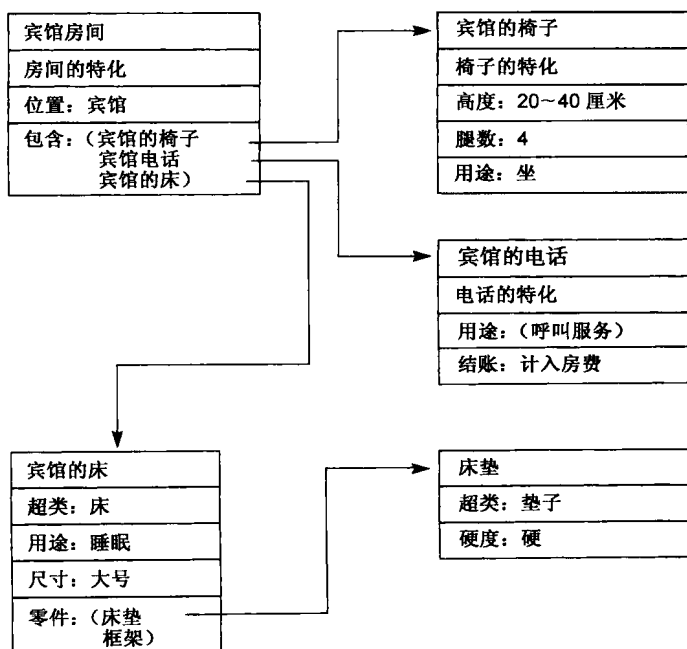 宾馆房间
房间的特化
位置：宾馆
包含：（宾馆的椅子
宾馆电话
宾馆的床）
宾馆的椅子
椅子的特化
高度：20～40 厘米
腿数：4
用途：坐
宾馆的电话
电话的特化
用途：（呼叫服务）
结账：计入房费
宾馆的床
超类：床
用途：睡眠
尺寸：大号
零件：（床垫
框架）
床垫
超类：垫子
硬度：硬